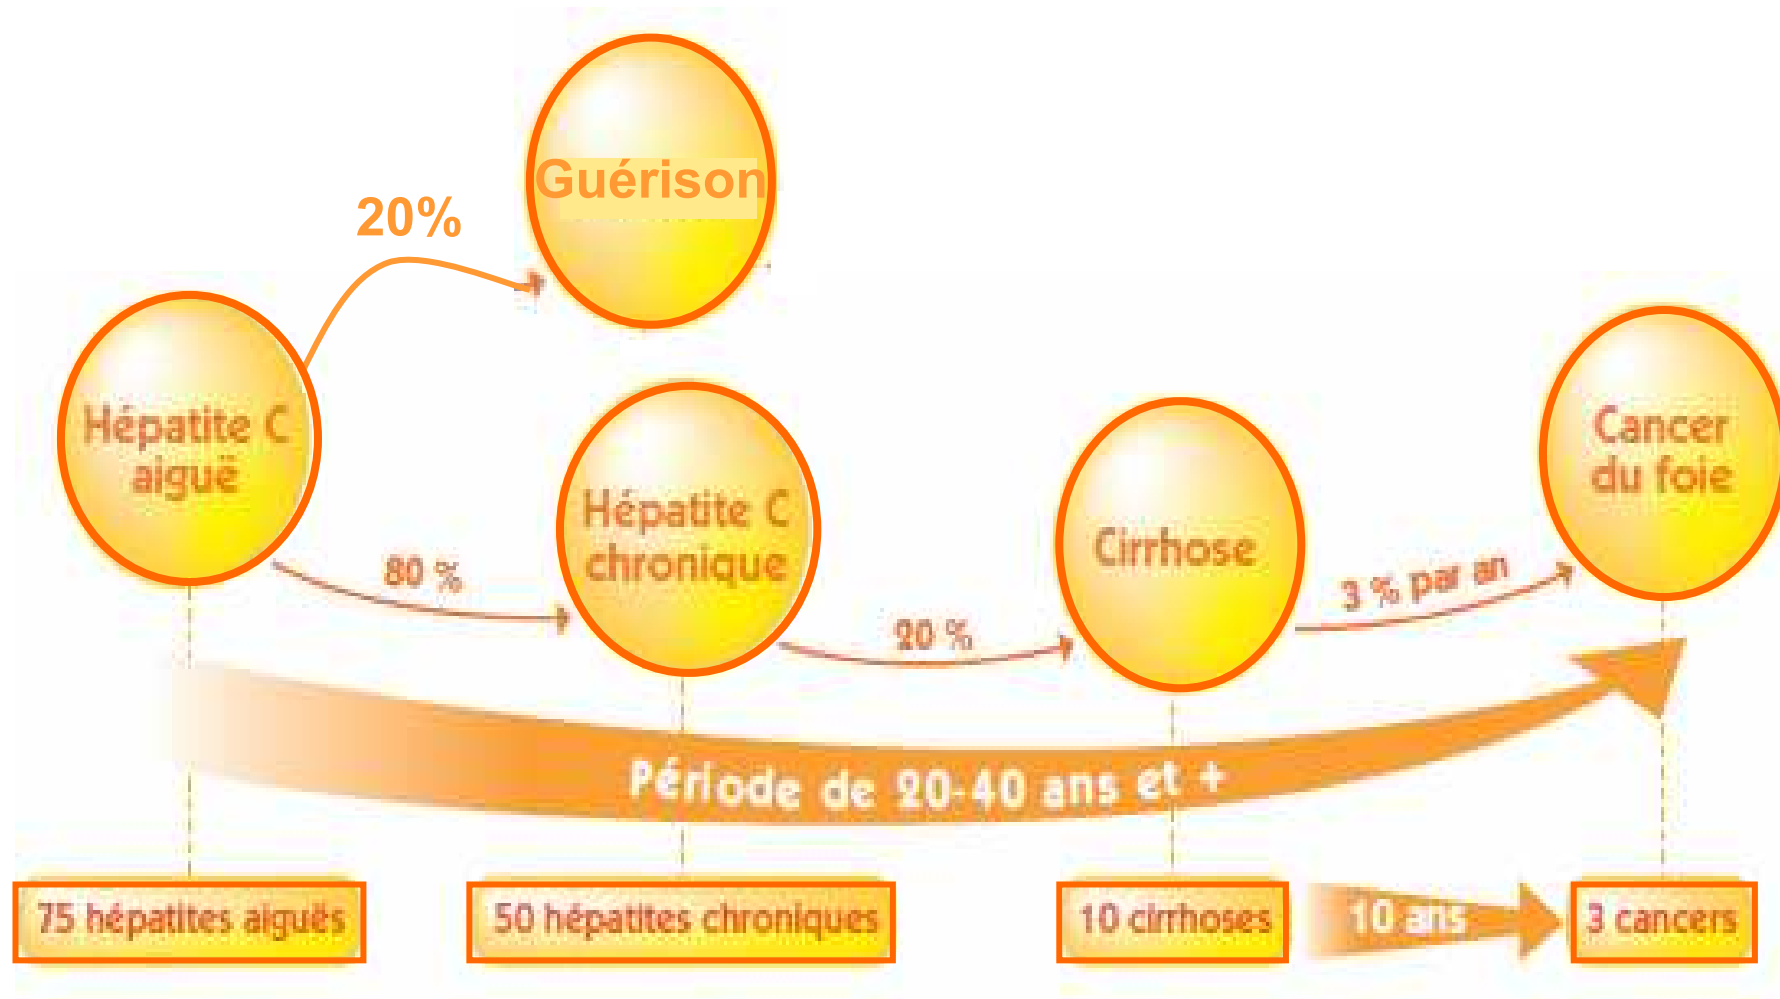 Guérison
20%
Hépatite C
aiguë
80 %
Hépatite C
chronique
20 %
Cirrhose
3 % par an
Cancer
du foie
Période de 20-40 ans et +
75 hépatites aiguës
50 hépatites chroniques
10 cirrhoses
10 ans
3 cancers